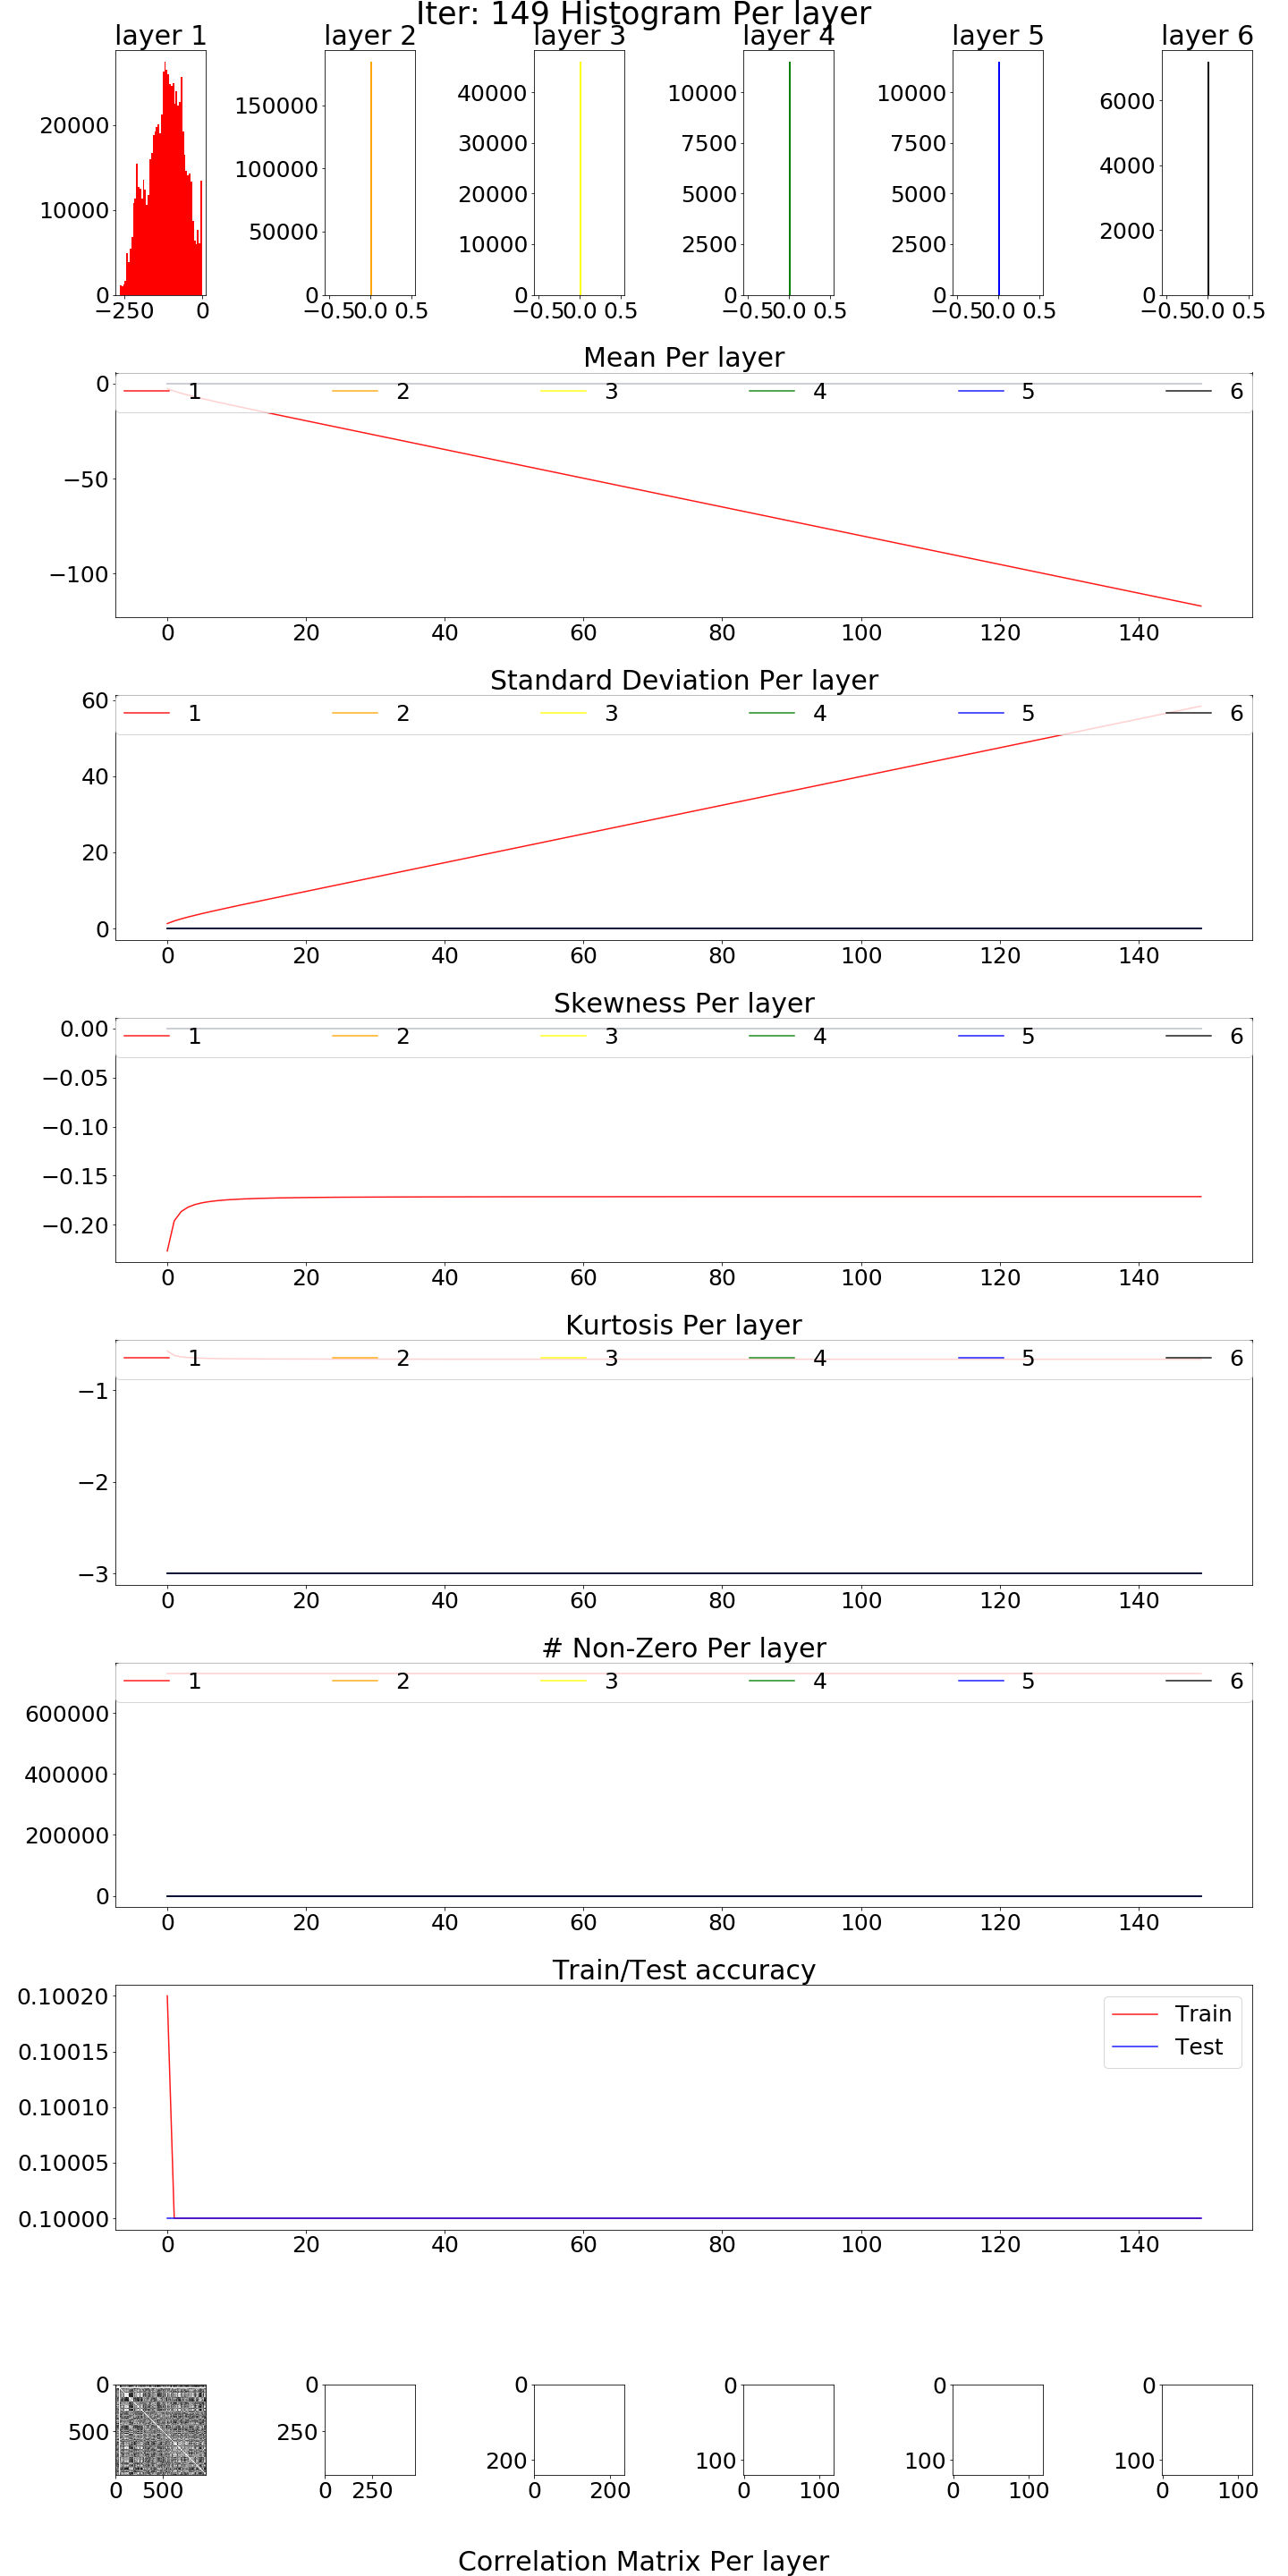 Iter: 149 Histogram Per layer
layer 1 layer 2 layer 3 layer 4 layer 5 layer 6
20000 10000 0
−250 0
150000 100000 50000 0
−0.5 0.0 0.5
40000 30000 20000 10000 0
−0.5 0.0 0.5
10000 7500 5000 2500 0
−0.5 0.0 0.5
10000 7500 5000 2500 0
−0.5 0.0 0.5
6000 4000 2000 0
−0.5 0.0 0.5
Mean Per layer
1 2 3 4 5 6
0
−50
−100
0 20 40 60 80 100 120 140
Standard Deviation Per layer
1 2 3 4 5 6
60
40
20
0
0 20 40 60 80 100 120 140
Skewness Per layer
1 2 3 4 5 6
0.00
−0.05
−0.10
−0.15
−0.20
0 20 40 60 80 100 120 140
Kurtosis Per layer
1 2 3 4 5 6
−1
−2
−3
0 20 40 60 80 100 120 140
# Non-Zero Per layer
1 2 3 4 5 6
600000
400000
200000
0
0 20 40 60 80 100 120 140
Train/Test accuracy
Train
Test
0.10020
0.10015
0.10010
0.10005
0.10000
0 20 40 60 80 100 120 140
0 500
0 500
0 250
0 250
0 200
0 200
0 100
0 100
0 100
0 100
0 100
0 100
Correlation Matrix Per layer